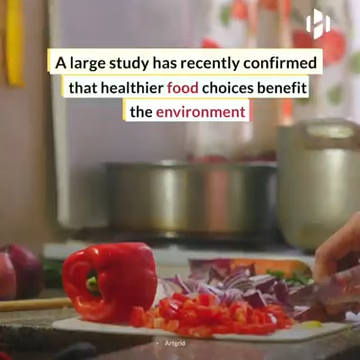 A large study has recently confirmed
that healthier food choices benefit
the environment
Artgrid